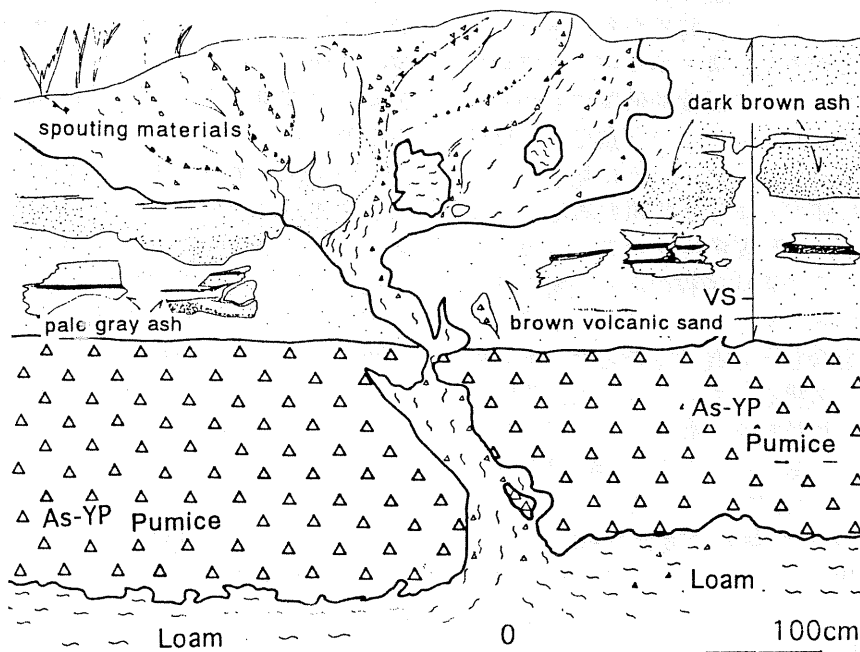 dark brown ash
spouting materials
VS
pale gray ash
brown volcanic sand
As-YP
Pumice
As-YP Pumice
Loam
Loam
0 100cm